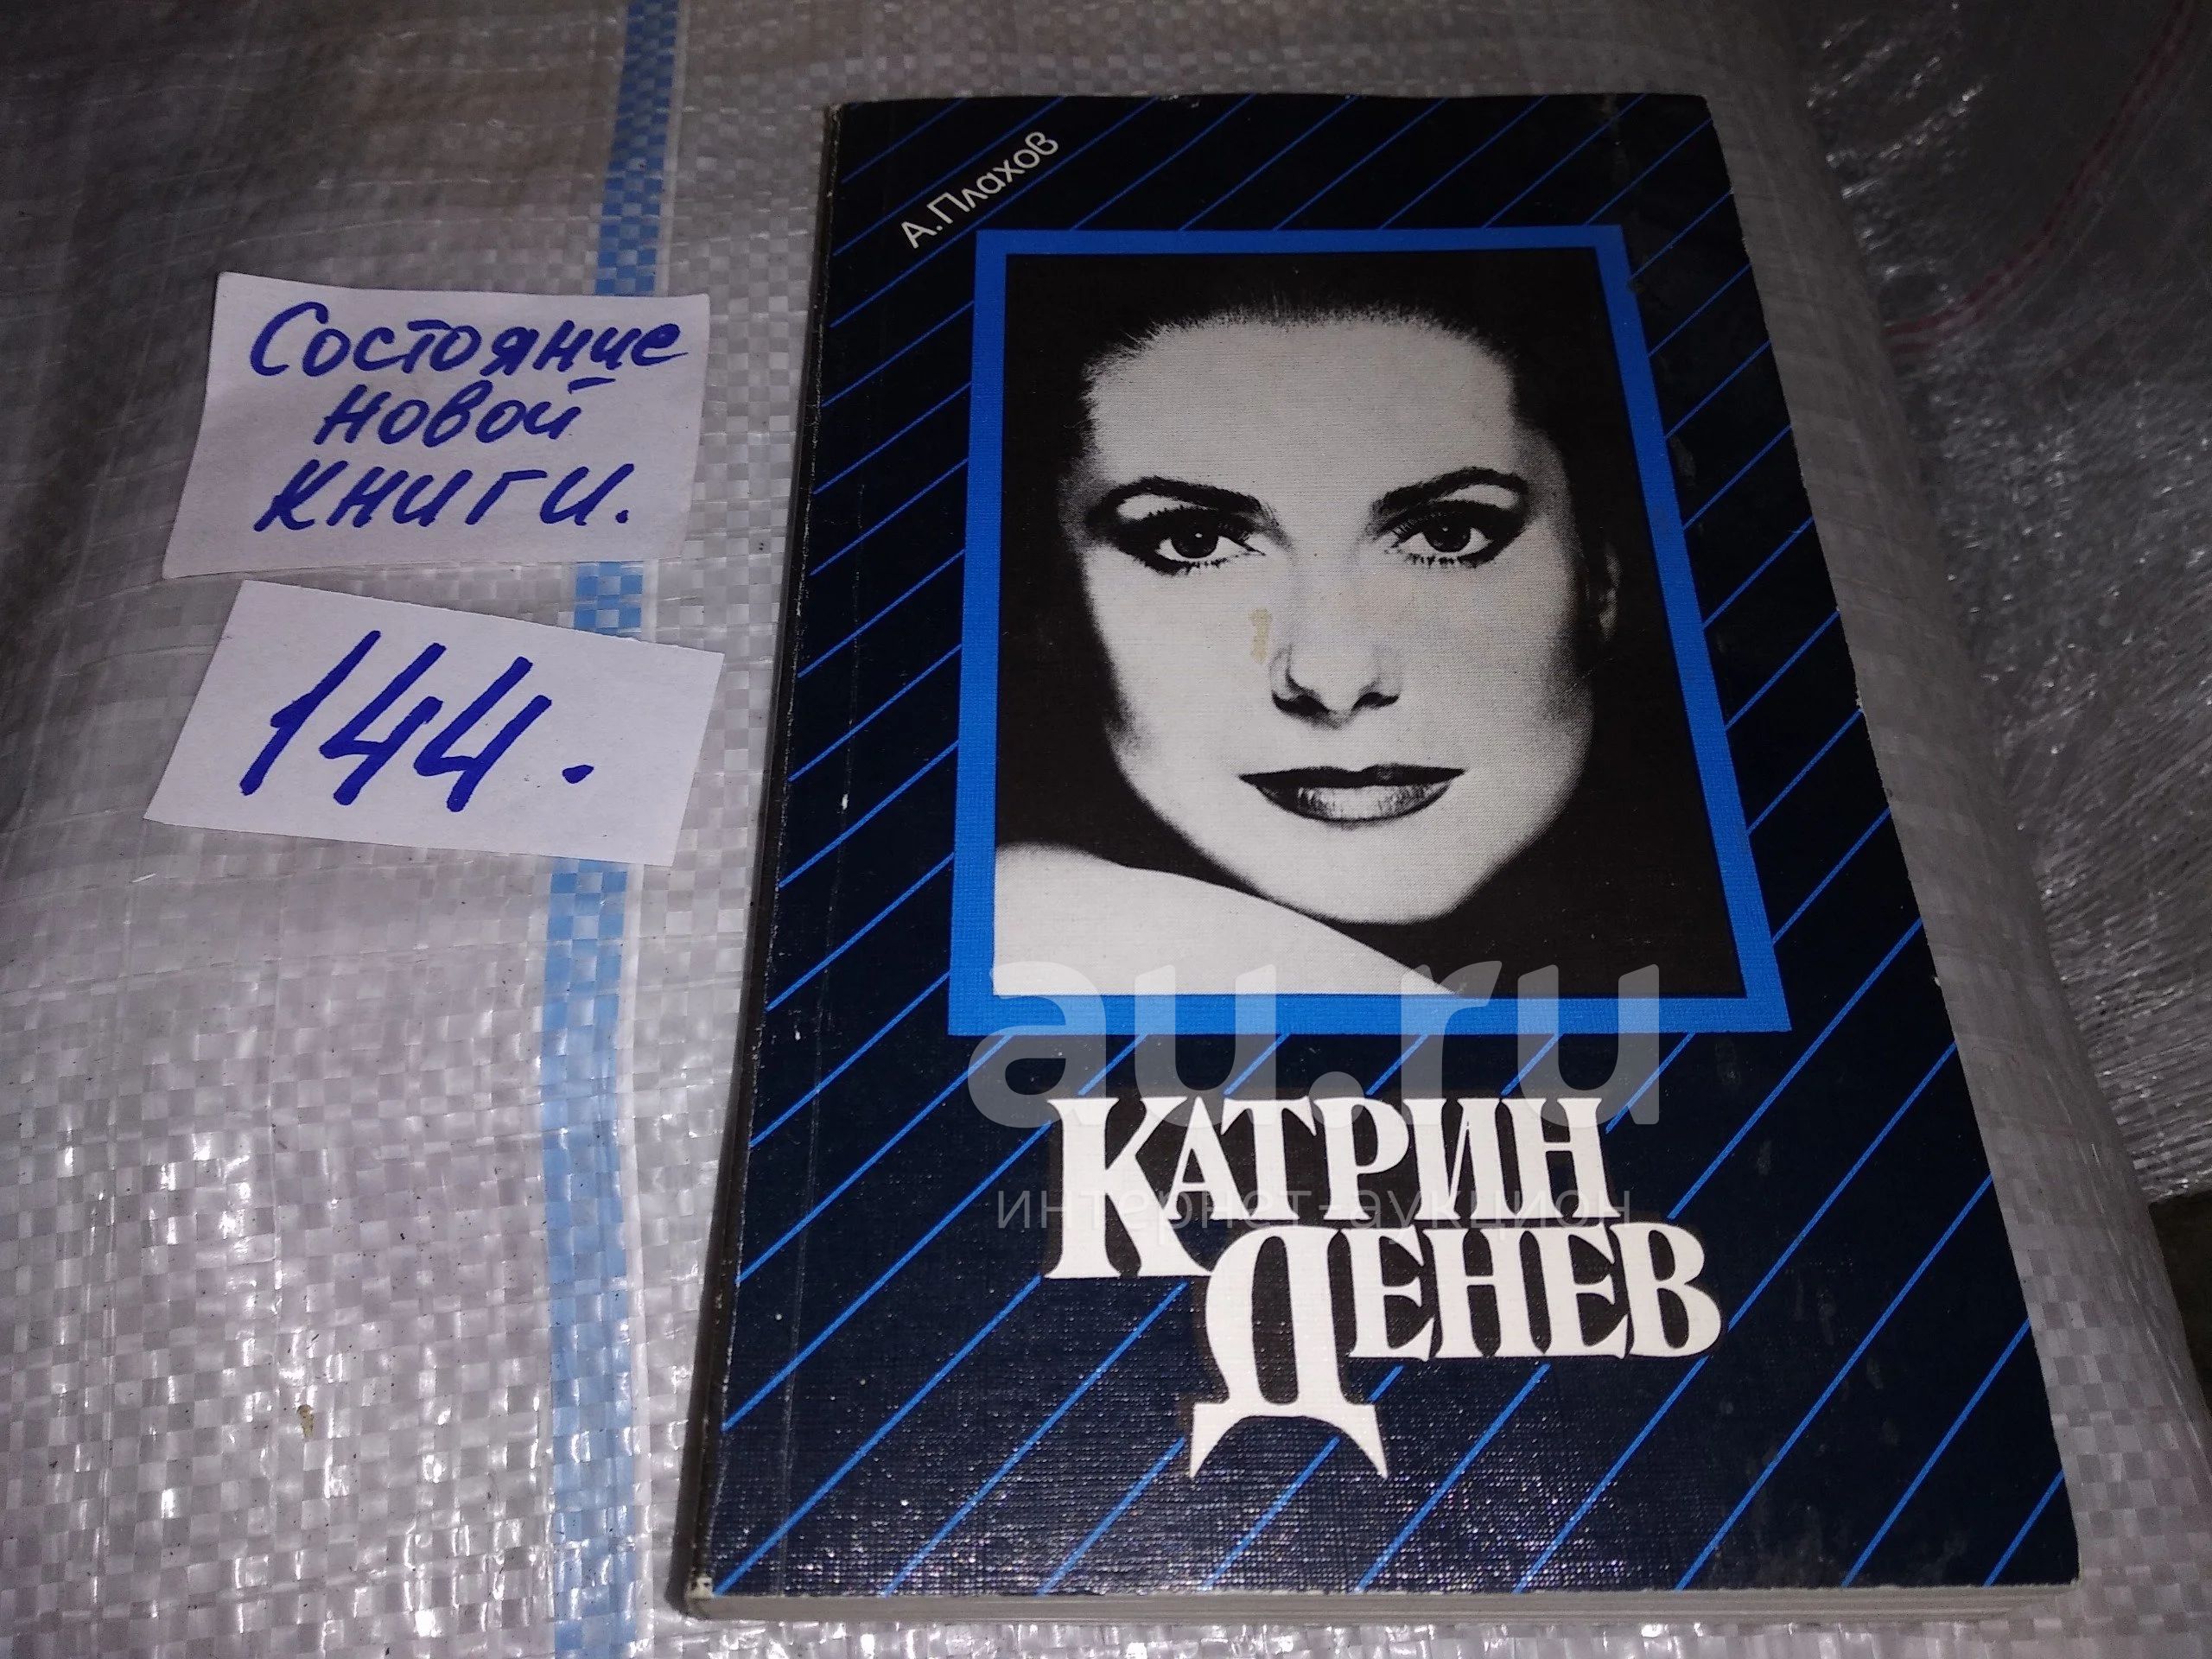 Состояние
новой
книги.
144.
А.Плахов
au.ru
интернет-аукцион
КАТРИН
ДЕНЕВ